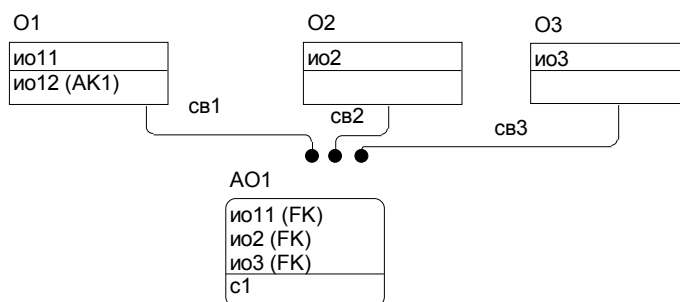 О1
О2
О3
ио11
ио12 (AK1)
ио2
ио3
св1
св2
св3
АО1
ио11 (FK)
ио2 (FK)
ио3 (FK)
с1